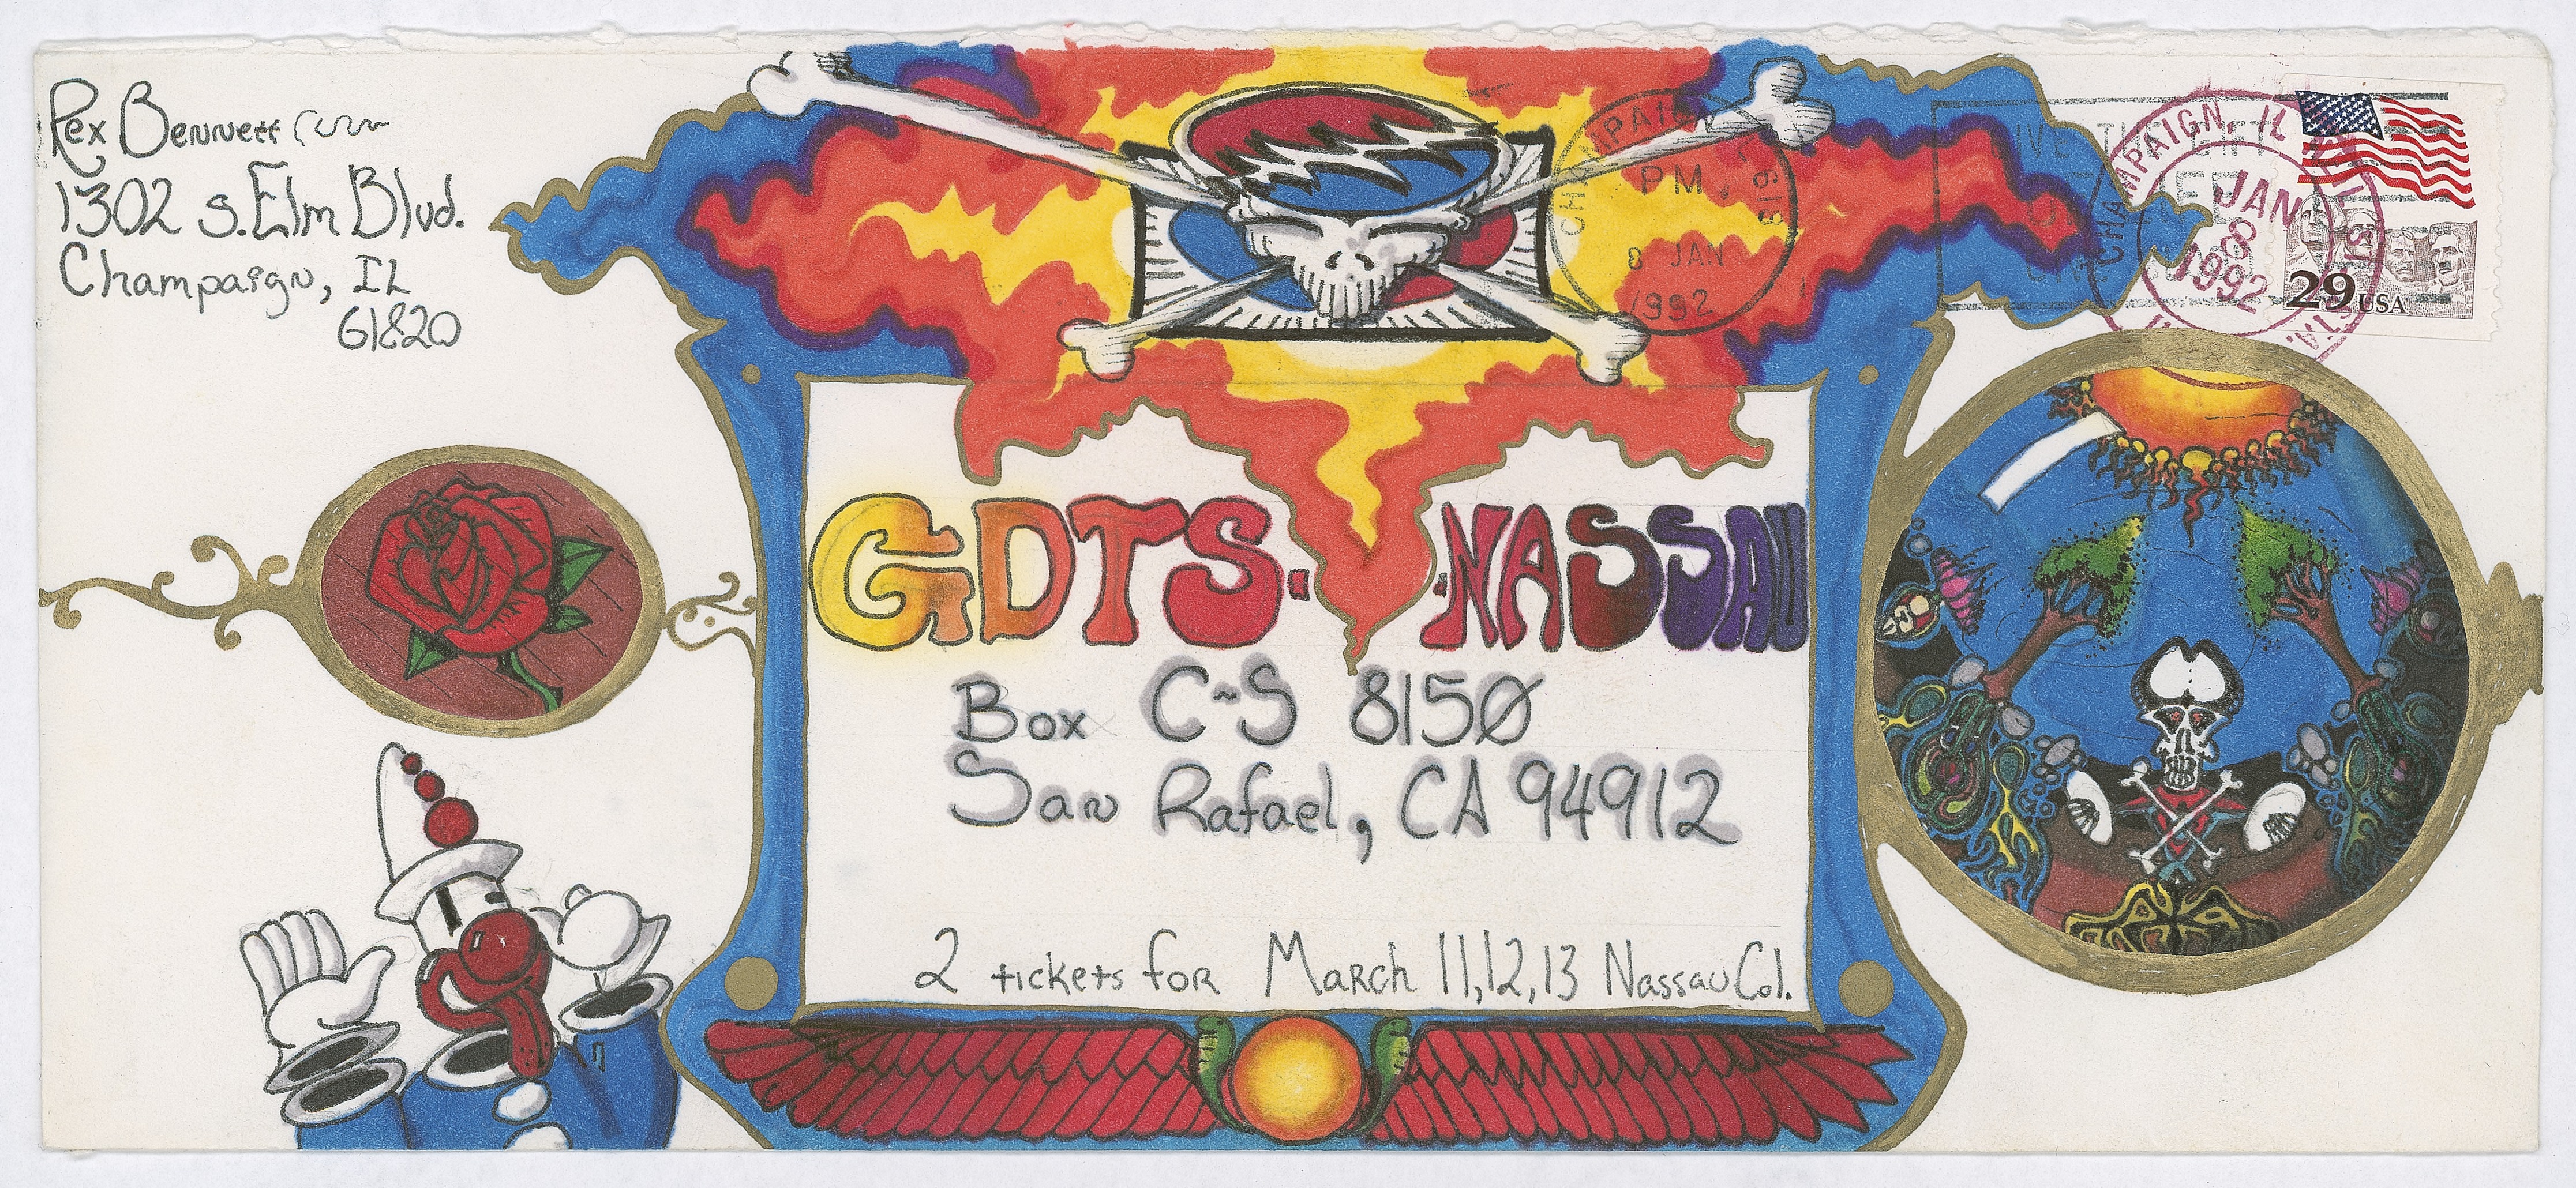 Rex Bennett
1302 S. Elm Blvd.
Champaign, IL
61820
CHAMPAIGN
PM
8 JAN
1992
CHAMPAIGN, IL
JAN
8
1992
29 USA
GDTS · NASSAU
Box C-S 8150
San Rafael, CA 94912
2 tickets for March 11, 12, 13 Nassau Col.